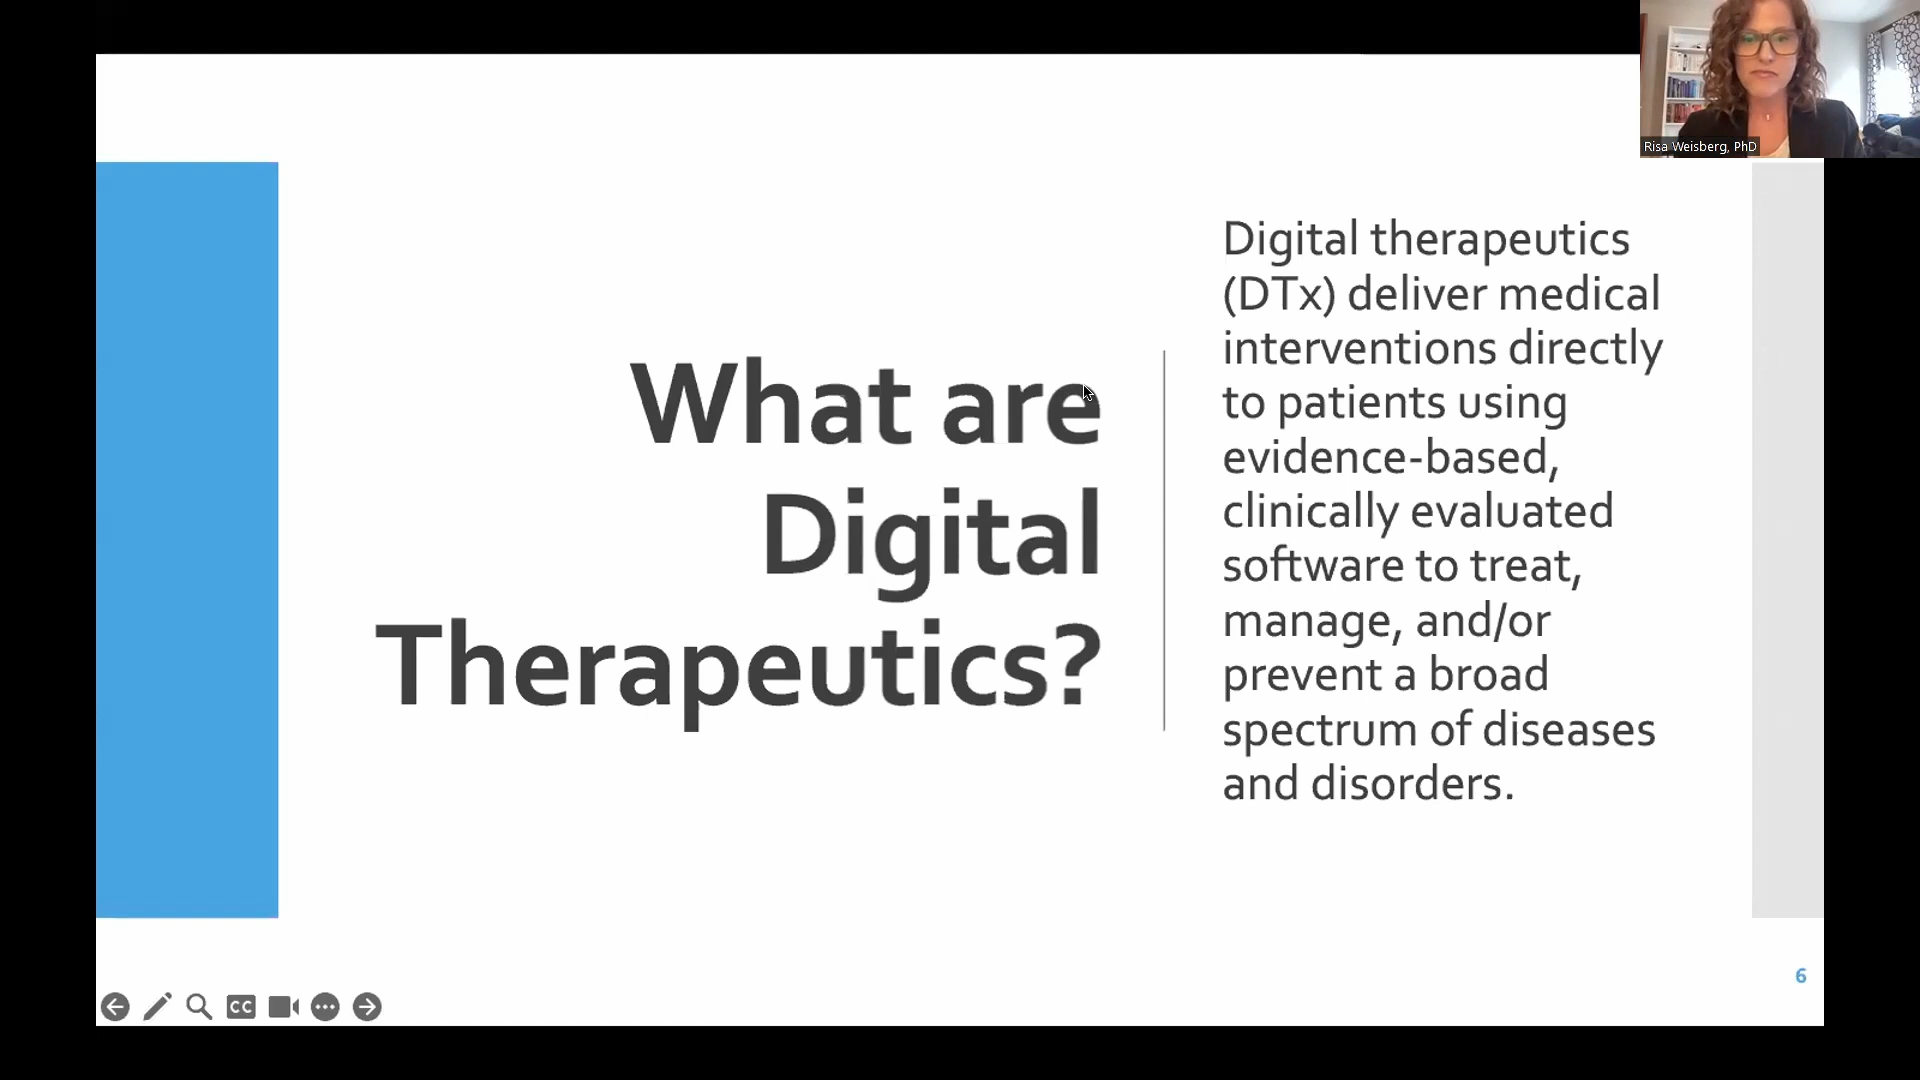 Risa Weisberg, PhD
What are
Digital
Therapeutics?
Digital therapeutics
(DTx) deliver medical
interventions directly
to patients using
evidence-based,
clinically evaluated
software to treat,
manage, and/or
prevent a broad
spectrum of diseases
and disorders.
6
CC